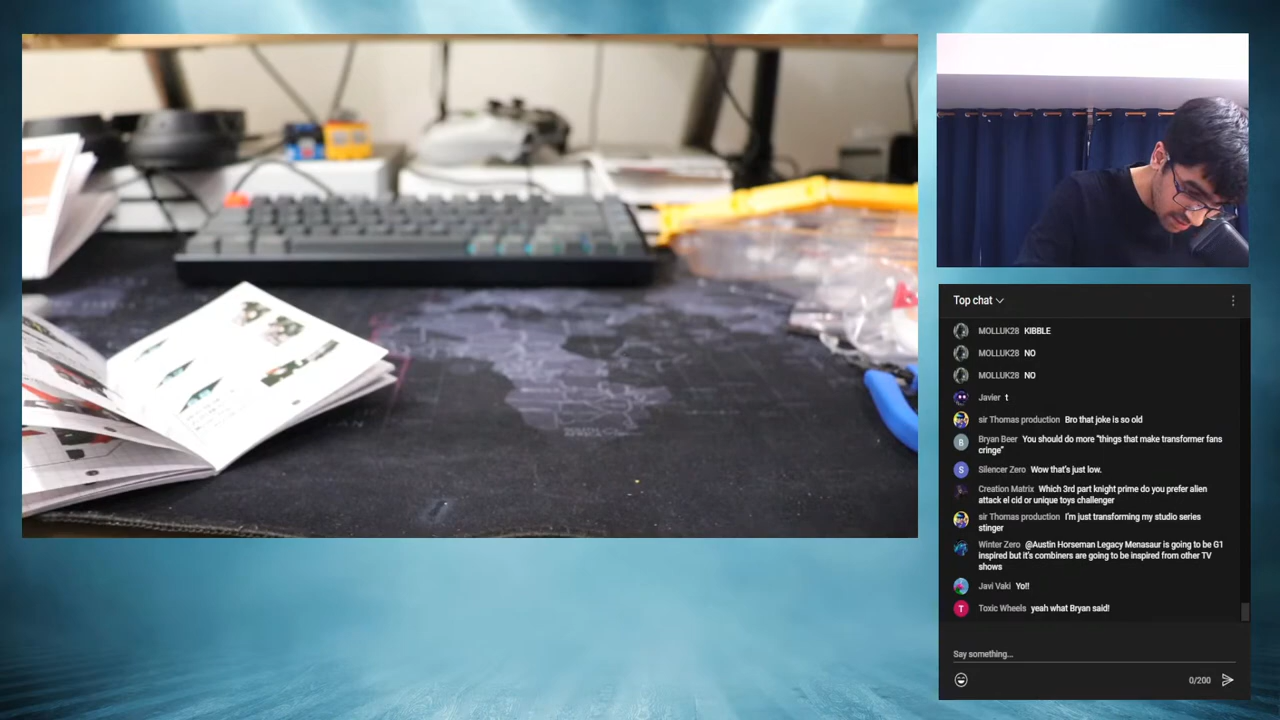 Top chat
MOLLUK28 KIBBLE
MOLLUK28 NO
MOLLUK28 NO
Javier t
sir Thomas production Bro that joke is so old
Bryan Beer You should do more "things that make transformer fans
cringe"
Silencer Zero Wow that's just low.
Creation Matrix Which 3rd part knight prime do you prefer alien
attack el cid or unique toys challenger
sir Thomas production I'm just transforming my studio series
stinger
Winter Zero @Austin Horseman Legacy Menasaur is going to be G1
inspired but it's combiners are going to be inspired from other TV
shows
Javi Vaki Yo!!
Toxic Wheels yeah what Bryan said!
Say something...
0/200
B
S
T